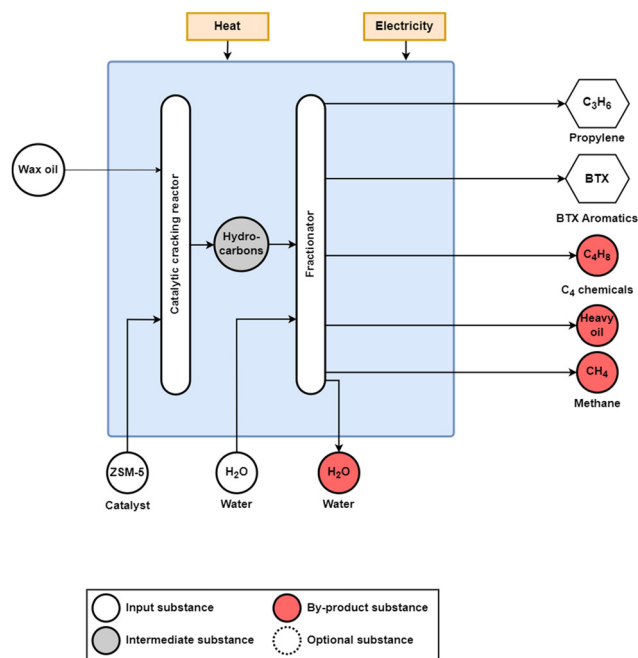 Heat
Electricity
C₃H₆
Propylene
Wax oil
Catalytic cracking reactor
Hydro-
carbons
Fractionator
BTX
BTX Aromatics
C₄H₈
C₄ chemicals
Heavy
oil
CH₄
Methane
ZSM-5
Catalyst
H₂O
Water
H₂O
Water
Input substance
By-product substance
Intermediate substance
Optional substance